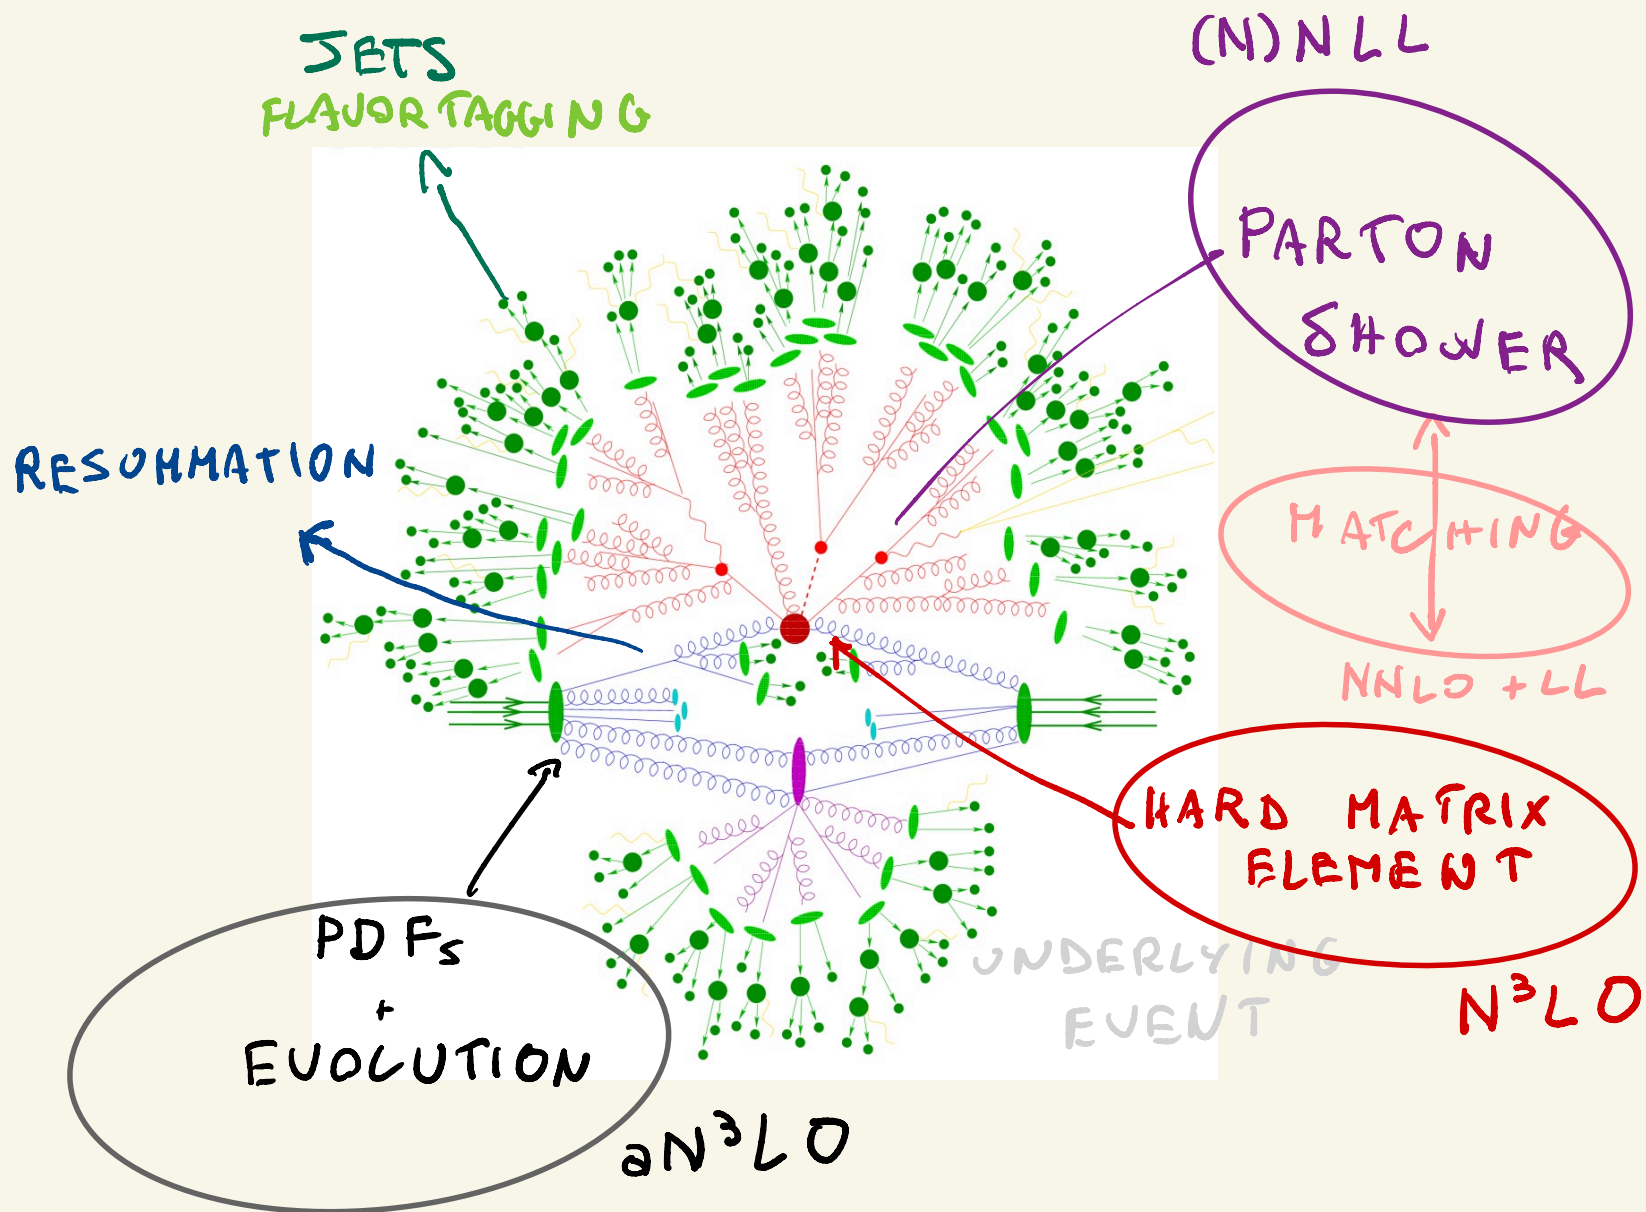 JETS
FLAVOR TAGGING
(N)NLL
PARTON
SHOWER
RESUMMATION
MATCHING
NNLO + LL
HARD MATRIX
ELEMENT
N³LO
UNDERLYING
EVENT
PDFs
+
EVOLUTION
aN³LO